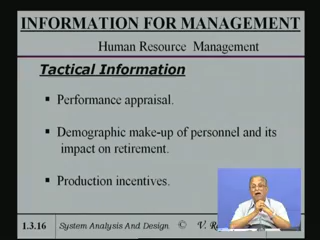 INFORMATION FOR MANAGEMENT
Human Resource Management
Tactical Information
▪ Performance appraisal.
▪ Demographic make-up of personnel and its
impact on retirement.
▪ Production incentives.
1.3.16 System Analysis And Design © V.